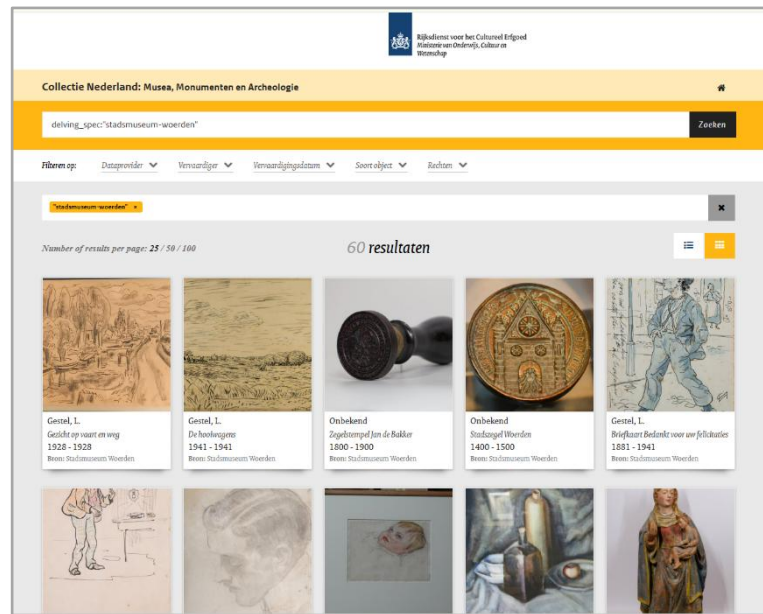 Rijksdienst voor het Cultureel Erfgoed
Ministerie van Onderwijs, Cultuur en
Wetenschap
Collectie Nederland: Musea, Monumenten en Archeologie
delving_spec:"stadsmuseum-woerden"
Zoeken
Filteren op: Dataprovider Vervaardiger Vervaardigingsdatum Soort object Rechten
"stadsmuseum-woerden" ×
Number of results per page: 25 / 50 / 100
60 resultaten
Gestel, L.
Gezicht op vaart en weg
1928 - 1928
Bron: Stadsmuseum Woerden
Gestel, L.
De hooiwagens
1941 - 1941
Bron: Stadsmuseum Woerden
Onbekend
Zegelstempel Jan de Bakker
1800 - 1900
Bron: Stadsmuseum Woerden
Onbekend
Stadszegel Woerden
1400 - 1500
Bron: Stadsmuseum Woerden
Gestel, L.
Briefkaart Bedankt voor uw felicitaties
1881 - 1941
Bron: Stadsmuseum Woerden